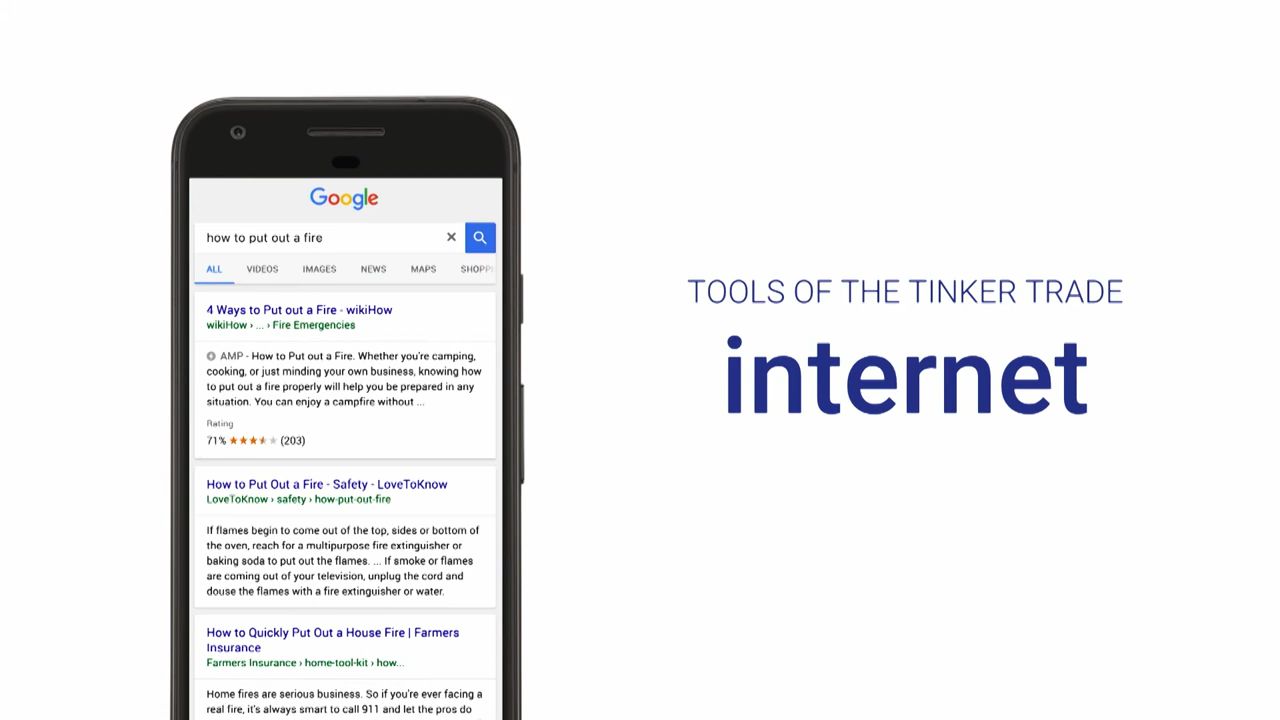 Google
how to put out a fire
ALL VIDEOS IMAGES NEWS MAPS
4 Ways to Put out a Fire - wikiHow
wikiHow › ... › Fire Emergencies
AMP - How to Put out a Fire. Whether you're camping,
cooking, or just minding your own business, knowing how
to put out a fire properly will help you be prepared in any
situation. You can enjoy a campfire without ...
Rating
71% (203)
How to Put Out a Fire - Safety - LoveToKnow
LoveToKnow › safety › how-put-out-fire
If flames begin to come out of the top, sides or bottom of
the oven, reach for a multipurpose fire extinguisher or
baking soda to put out the flames. ... If smoke or flames
are coming out of your television, unplug the cord and
douse the flames with a fire extinguisher or water.
How to Quickly Put Out a House Fire | Farmers
Insurance
Farmers Insurance › home-tool-kit › how...
Home fires are serious business. So if you're ever facing a
real fire, it's always smart to call 911 and let the pros do
TOOLS OF THE TINKER TRADE
internet